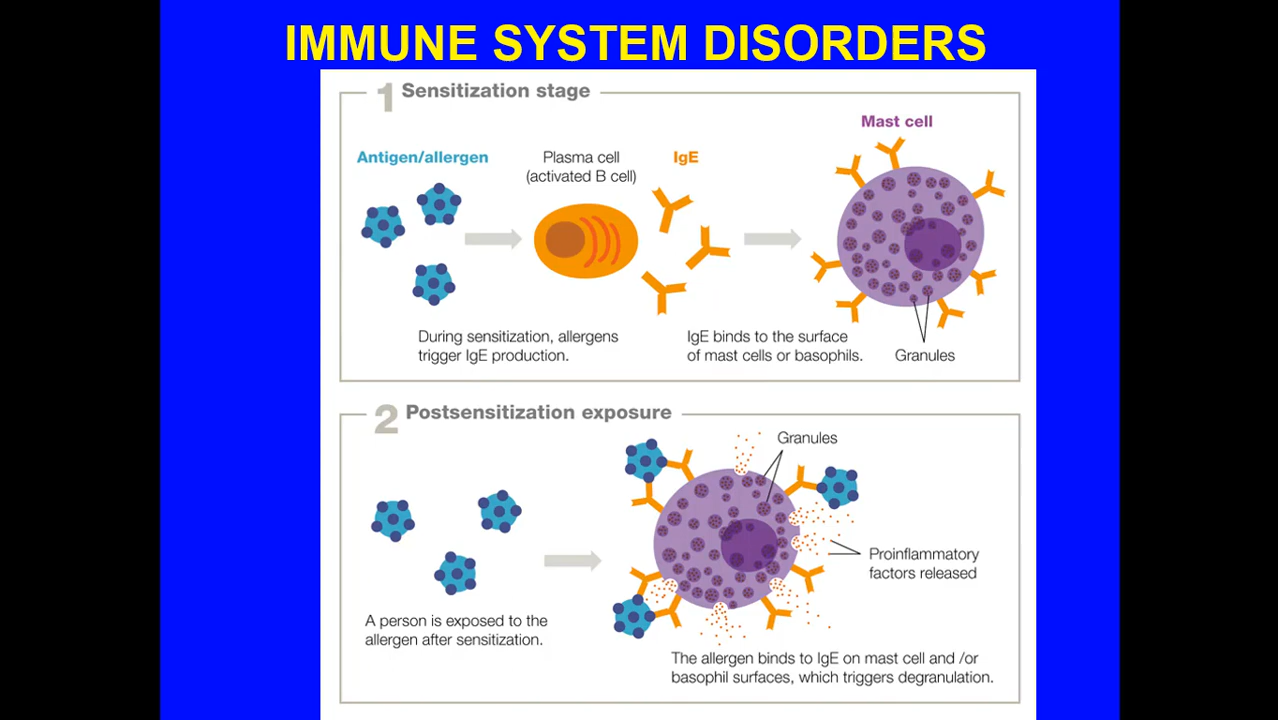 IMMUNE SYSTEM DISORDERS
1 Sensitization stage
Mast cell
Antigen/allergen
Plasma cell
(activated B cell)
IgE
During sensitization, allergens
trigger IgE production.
IgE binds to the surface
of mast cells or basophils.
Granules
2 Postsensitization exposure
Granules
Proinflammatory
factors released
A person is exposed to the
allergen after sensitization.
The allergen binds to IgE on mast cell and /or
basophil surfaces, which triggers degranulation.